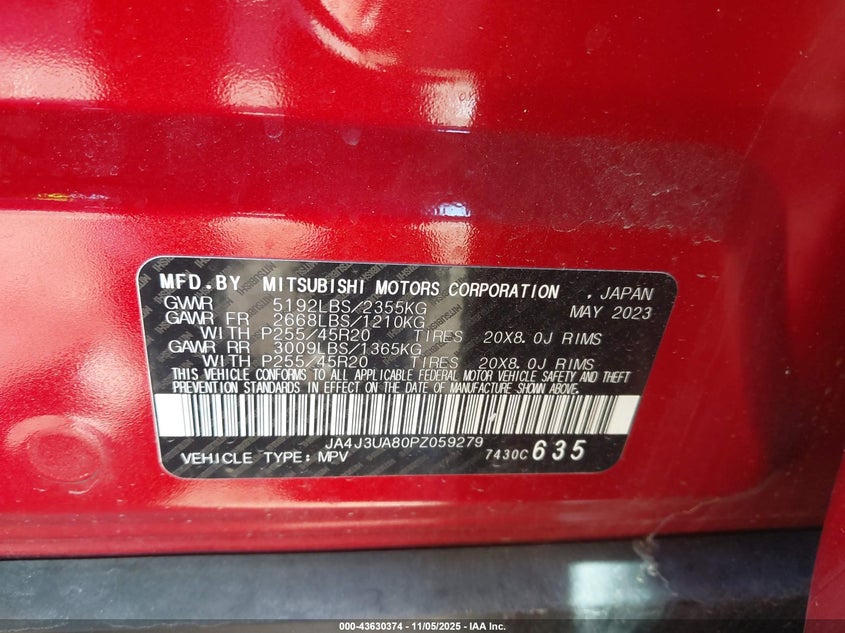 MFD.BY MITSUBISHI MOTORS CORPORATION , JAPAN
GVWR 5192LBS/2355KG MAY 2023
GAWR FR 2668LBS/1210KG
WITH P255/45R20 TIRES 20X8.0J RIMS
GAWR RR 3009LBS/1365KG
WITH P255/45R20 TIRES 20X8.0J RIMS
THIS VEHICLE CONFORMS TO ALL APPLICABLE FEDERAL MOTOR VEHICLE SAFETY AND THEFT
PREVENTION STANDARDS IN EFFECT ON THE DATE OF MANUFACTURE SHOWN ABOVE.
JA4J3UA80PZ059279
VEHICLE TYPE: MPV 7430C 635
000-43630374 - 11/05/2025 - IAA Inc.